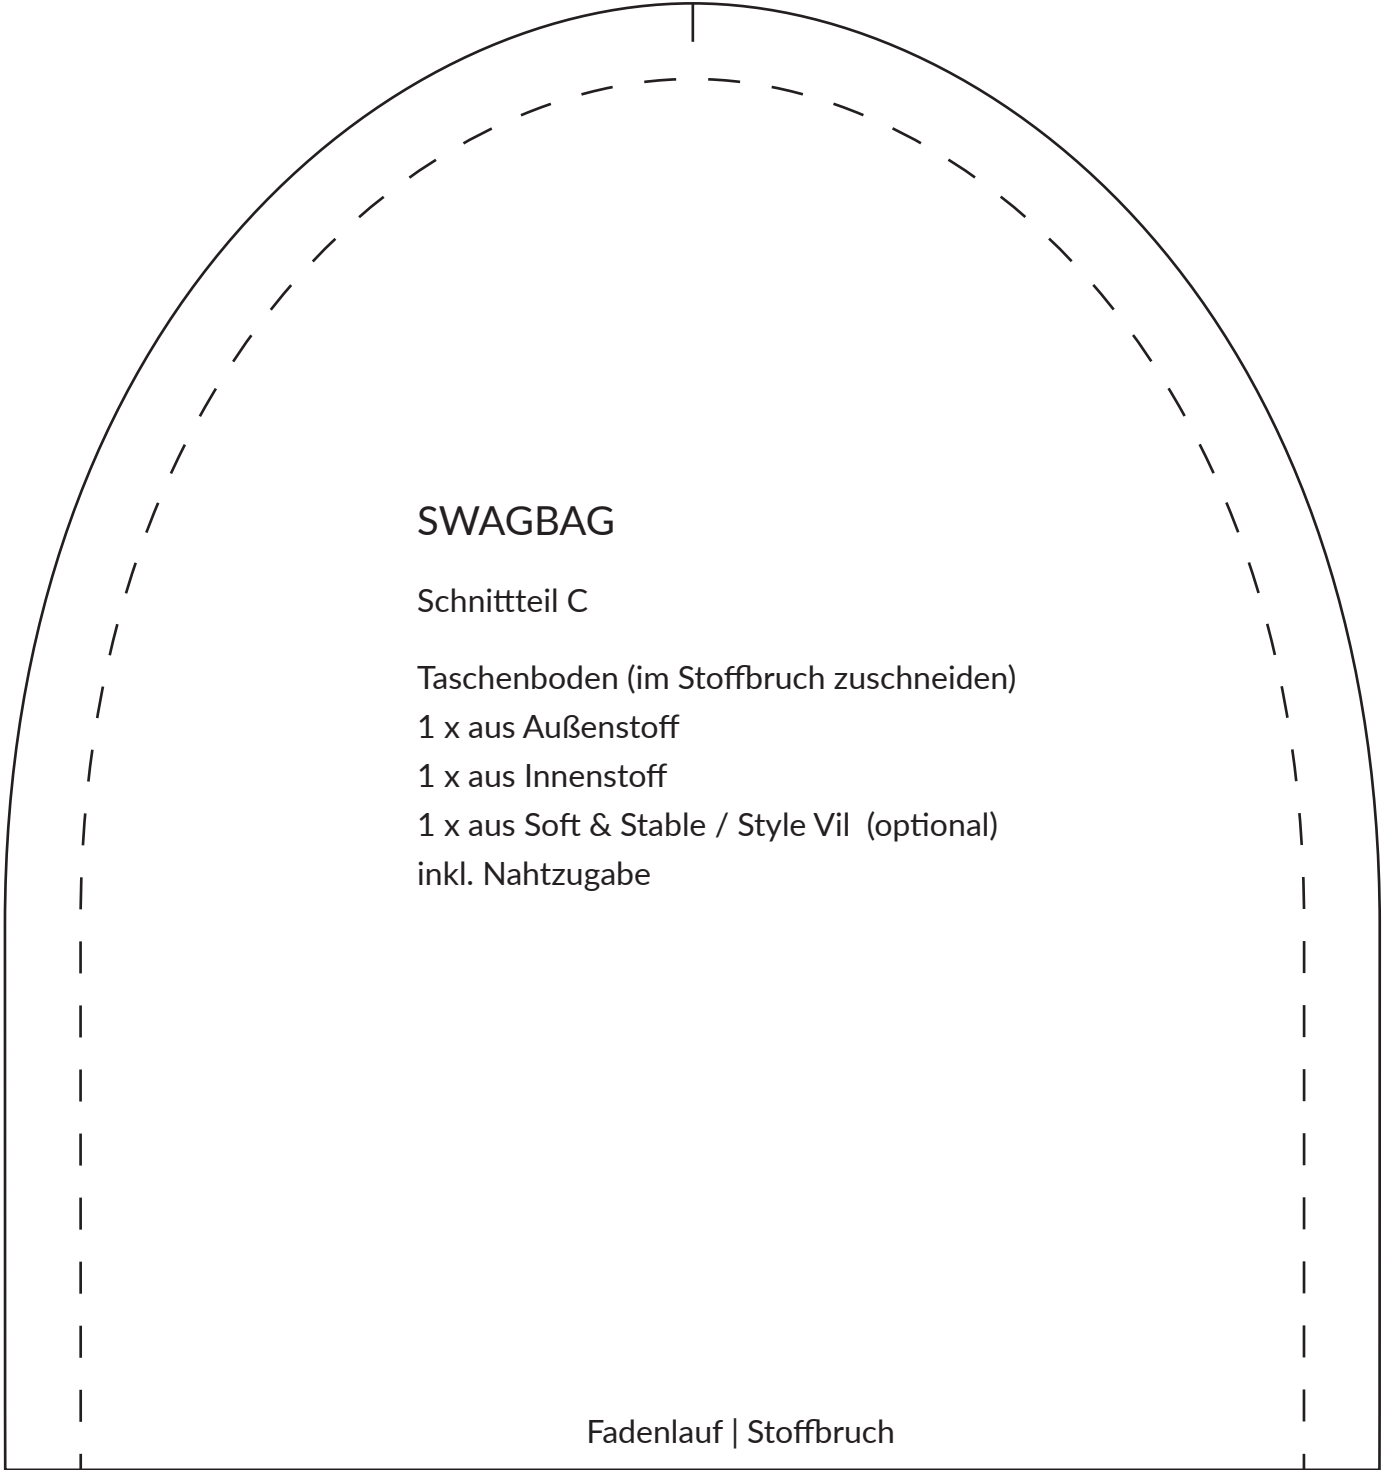 SWAGBAG
Schnittteil C
Taschenboden (im Stoffbruch zuschneiden)
1 x aus Außenstoff
1 x aus Innenstoff
1 x aus Soft & Stable / Style Vil (optional)
inkl. Nahtzugabe
Fadenlauf | Stoffbruch